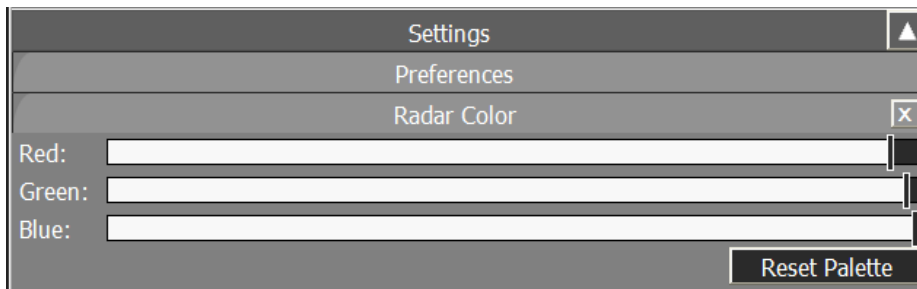 Settings
Preferences
Radar Color
X
Red:
Green:
Blue:
Reset Palette